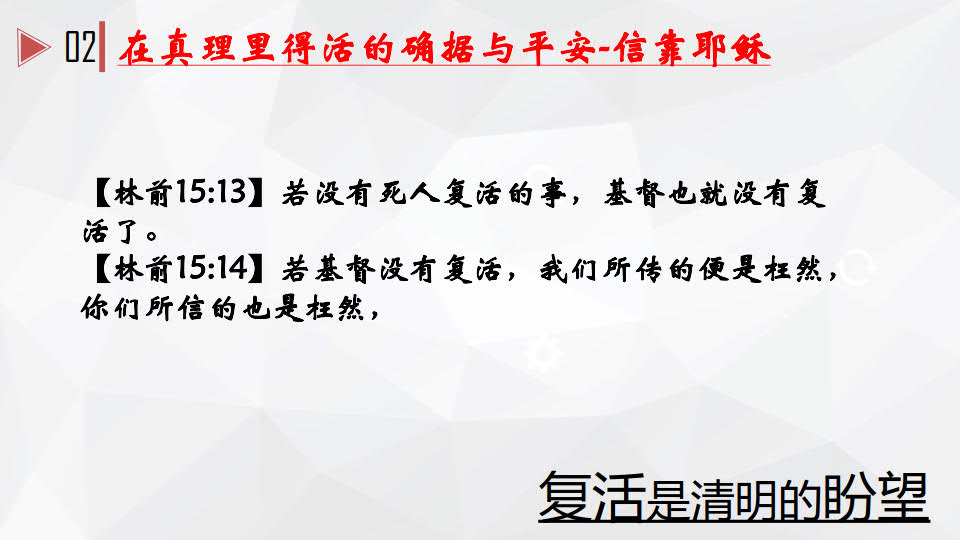 02 在真理里得活的确据与平安-信靠耶稣
【林前15:13】若没有死人复活的事，基督也就没有复
活了。
【林前15:14】若基督没有复活，我们所传的便是枉然，
你们所信的也是枉然，
复活是清明的盼望